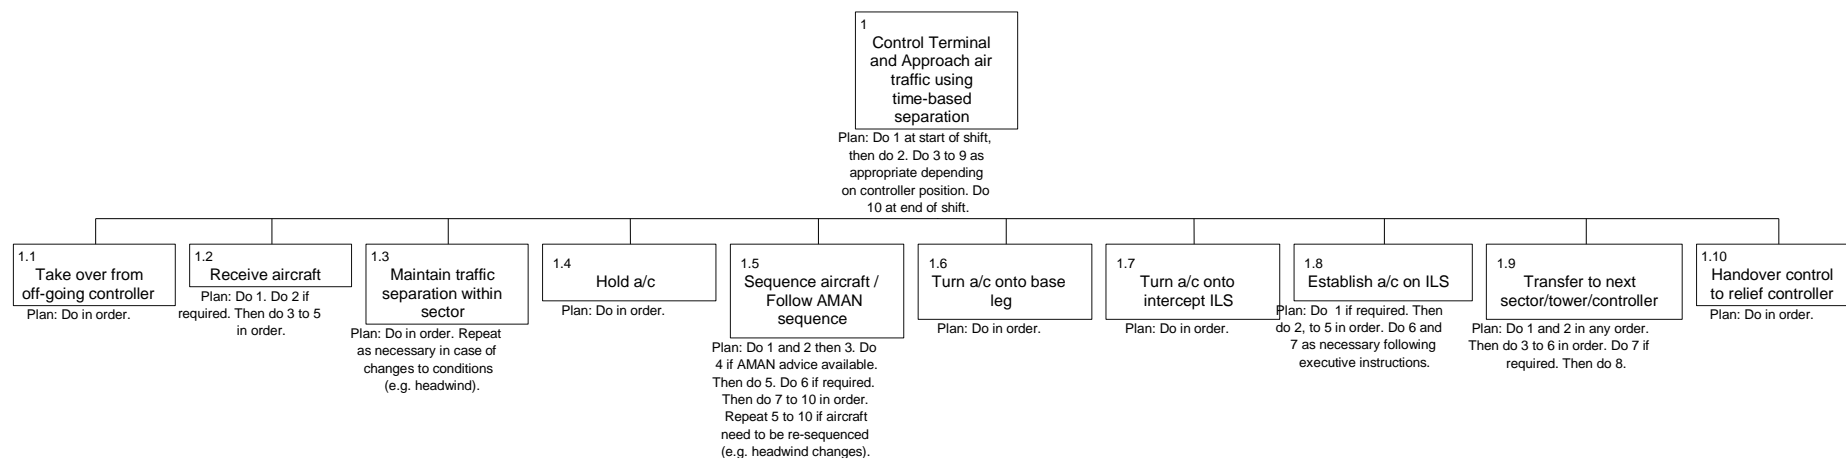 1
Control Terminal
and Approach air
traffic using
time-based
separation
Plan: Do 1 at start of shift,
then do 2. Do 3 to 9 as
appropriate depending
on controller position. Do
10 at end of shift.
1.1
Take over from
off-going controller
Plan: Do in order.
1.2
Receive aircraft
Plan: Do 1. Do 2 if
required. Then do 3 to 5
in order.
1.3
Maintain traffic
separation within
sector
Plan: Do in order. Repeat
as necessary in case of
changes to conditions
(e.g. headwind).
1.4
Hold a/c
Plan: Do in order.
1.5
Sequence aircraft /
Follow AMAN
sequence
Plan: Do 1 and 2 then 3. Do
4 if AMAN advice available.
Then do 5. Do 6 if required.
Then do 7 to 10 in order.
Repeat 5 to 10 if aircraft
need to be re-sequenced
(e.g. headwind changes).
1.6
Turn a/c onto base
leg
Plan: Do in order.
1.7
Turn a/c onto
intercept ILS
Plan: Do in order.
1.8
Establish a/c on ILS
Plan: Do  1 if required. Then
do 2, to 5 in order. Do 6 and
7 as necessary following
executive instructions.
1.9
Transfer to next
sector/tower/controller
Plan: Do 1 and 2 in any order.
Then do 3 to 6 in order. Do 7 if
required. Then do 8.
1.10
Handover control
to relief controller
Plan: Do in order.